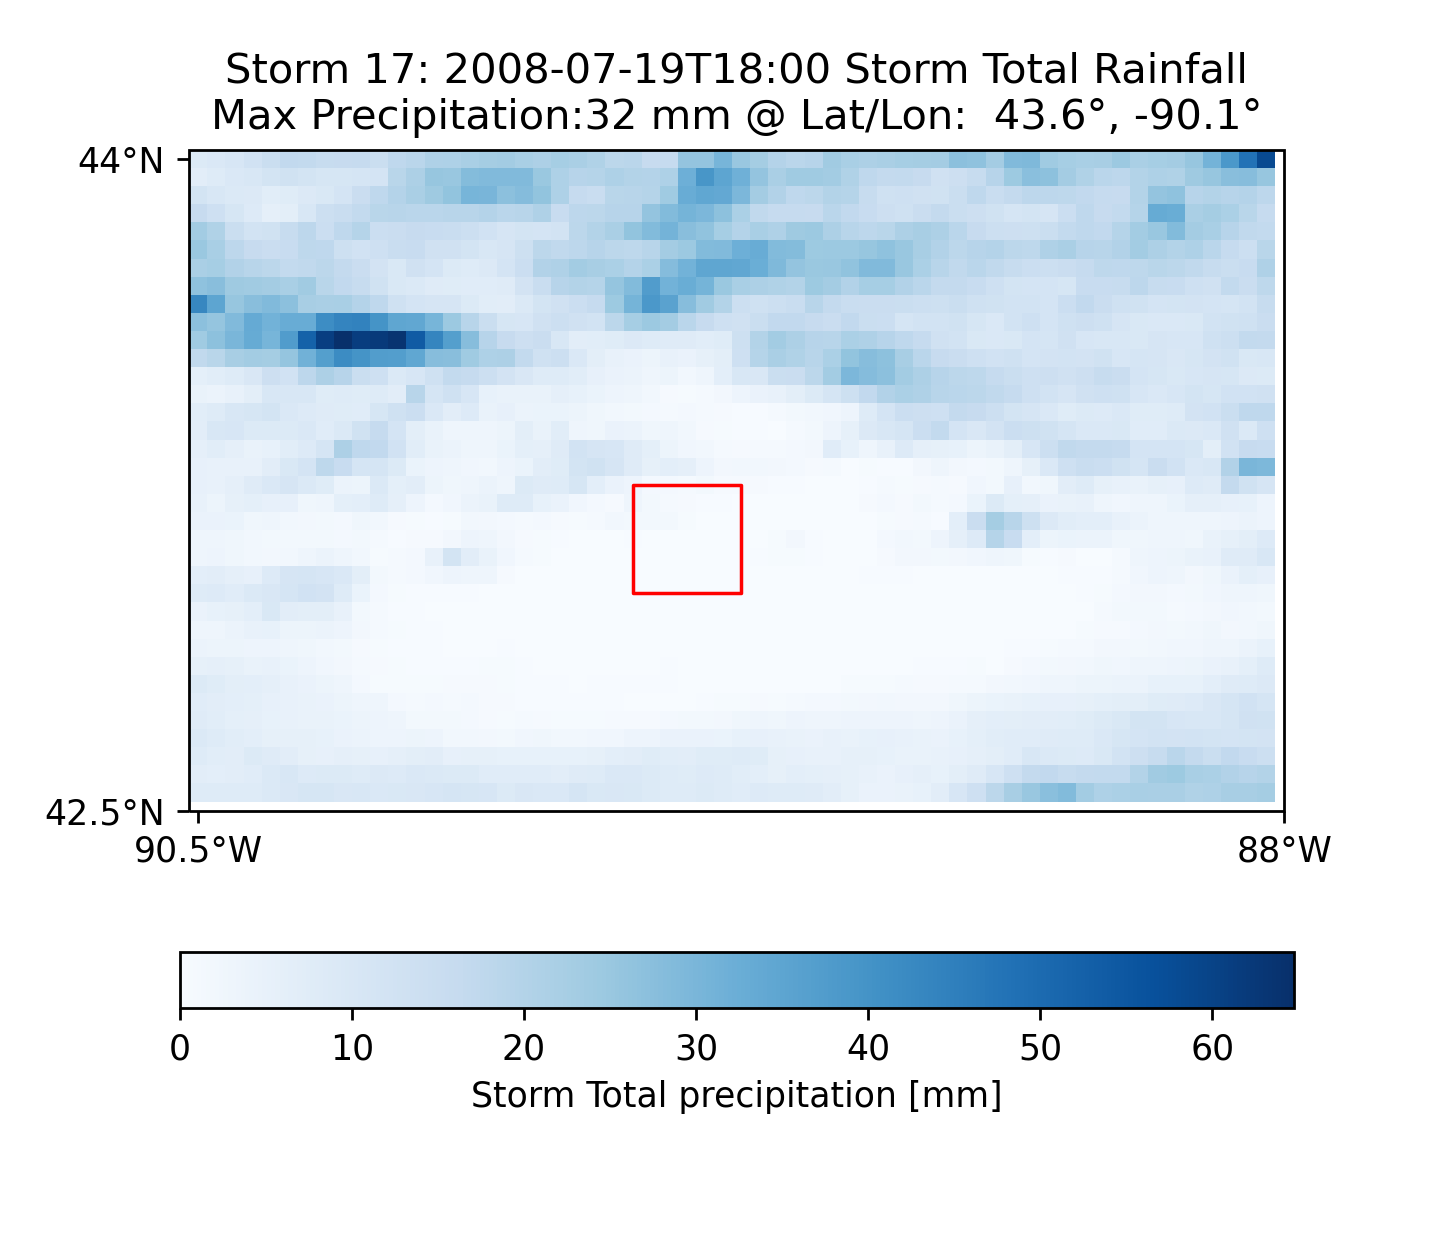 Storm 17: 2008-07-19T18:00 Storm Total Rainfall
Max Precipitation:32 mm @ Lat/Lon:  43.6°, -90.1°
44°N
42.5°N
90.5°W 88°W
0 10 20 30 40 50 60
Storm Total precipitation [mm]